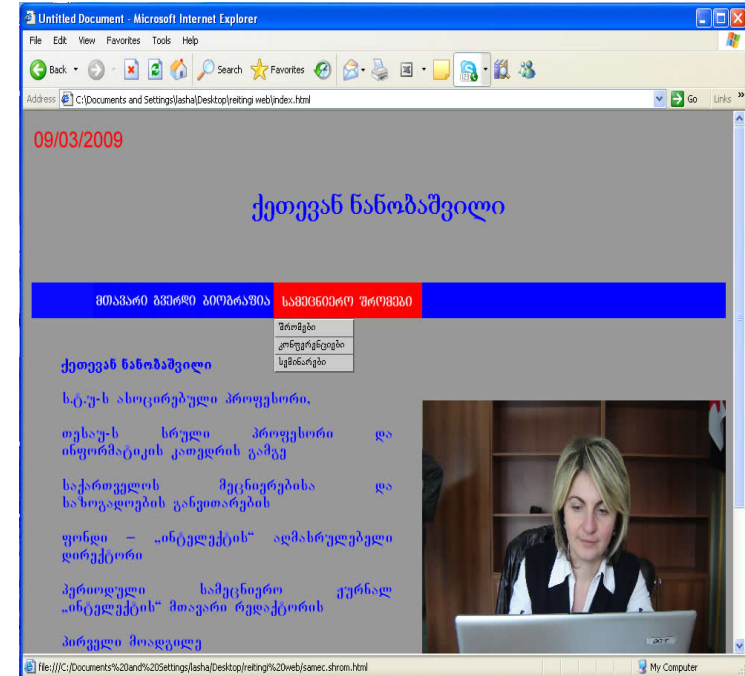 Untitled Document - Microsoft Internet Explorer
File Edit View Favorites Tools Help
Back Search Favorites
Address C:\Documents and Settings\lasha\Desktop\reitingi web\index.html Go Links »
09/03/2009
ქეთევან ნანობაშვილი
მთავარი გვერდი ბიოგრაფია სამეცნიერო შრომები
შრომები
კონფერენციები
სემინარები
ქეთევან ნანობაშვილი
ს.ტ.უ-ს ასოცირებული პროფესორი,
თესაუ-ს სრული პროფესორი და
ინფორმატიკის კათედრის გამგე
საქართველოს მეცნიერებისა და
საზოგადოების განვითარების
ფონდი – „ინტელექტის“ აღმასრულებელი
დირექტორი
პერიოდული სამეცნიერო ჟურნალ
„ინტელექტის“ მთავარი რედაქტორის
პირველი მოადგილე
acer
file:///C:/Documents%20and%20Settings/lasha/Desktop/reitingi%20web/samec.shrom.html My Computer